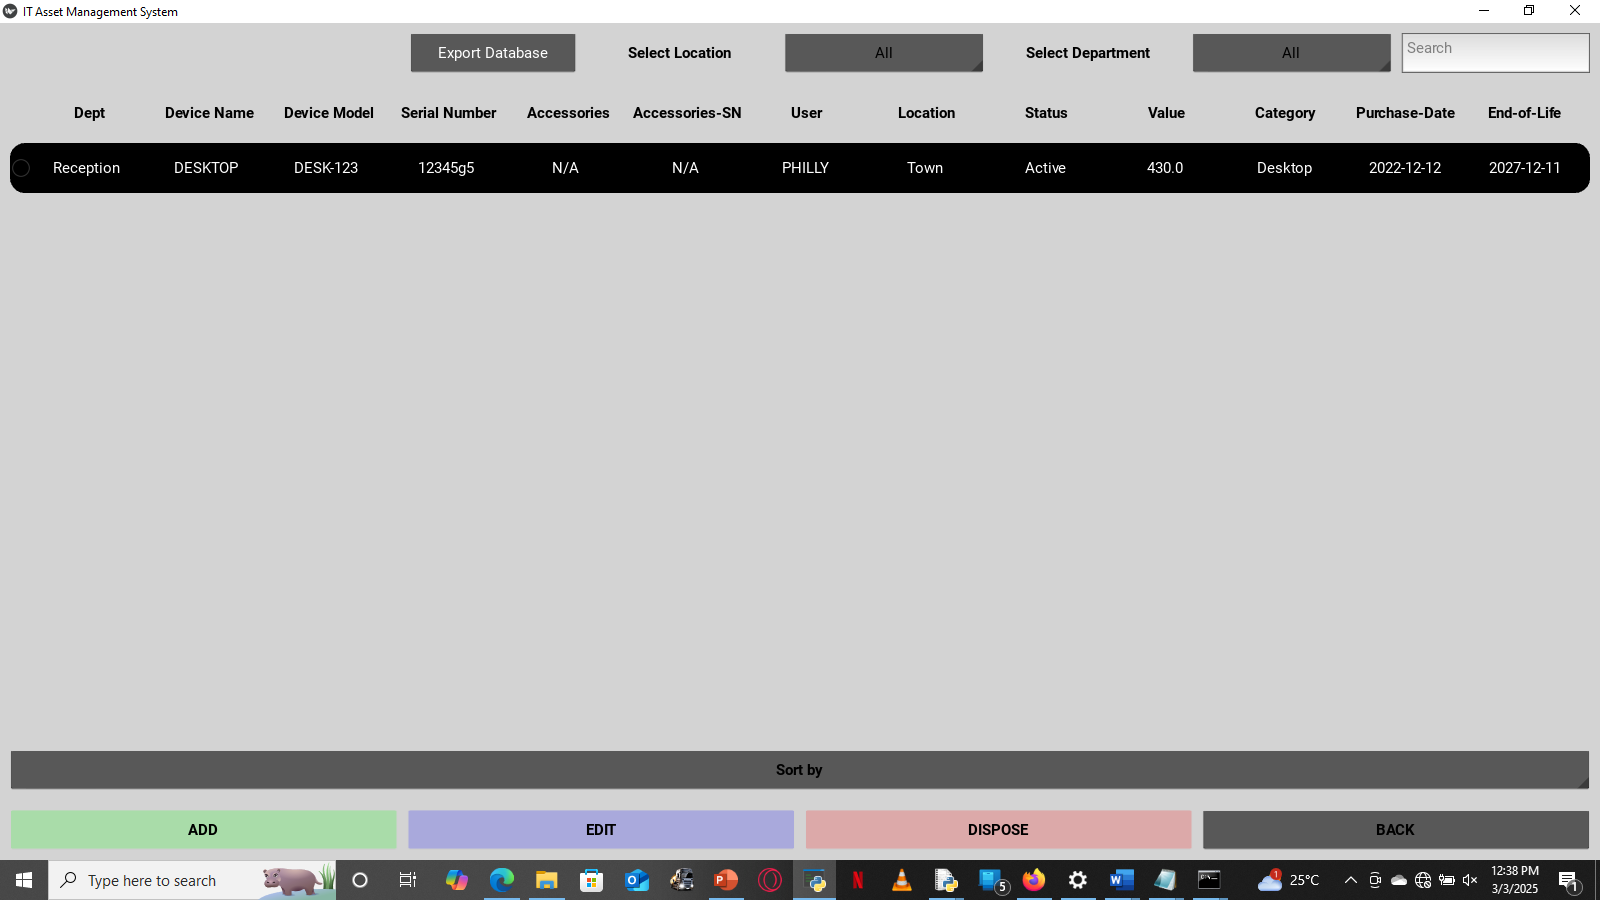 IT Asset Management System
Export Database Select Location All Select Department All Search
Dept Device Name Device Model Serial Number Accessories Accessories-SN User Location Status Value Category Purchase-Date End-of-Life
Reception DESKTOP DESK-123 12345g5 N/A N/A PHILLY Town Active 430.0 Desktop 2022-12-12 2027-12-11
Sort by
ADD EDIT DISPOSE BACK
Type here to search 5 1 25°C 12:38 PM 1
3/3/2025